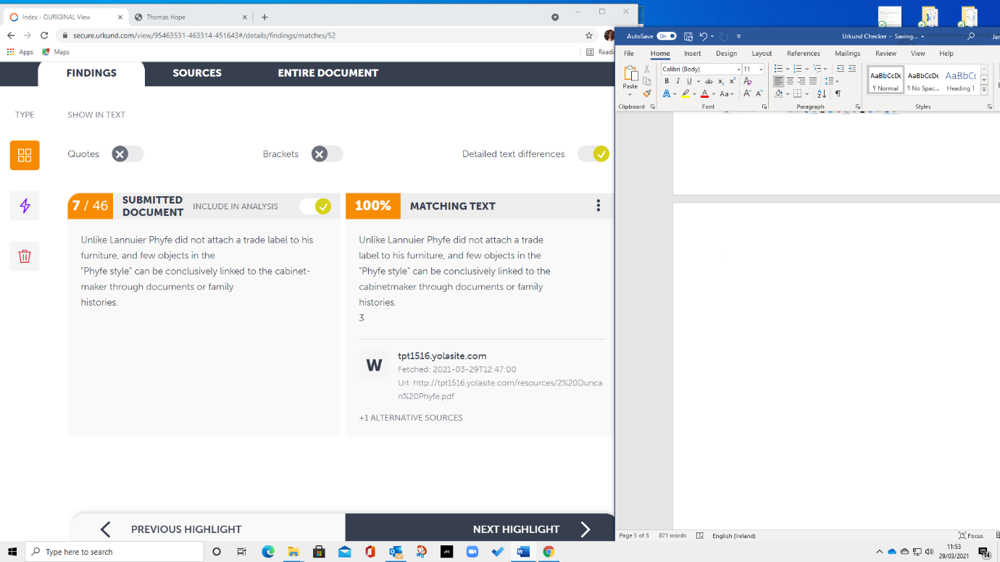 Index - OURIGINAL View
Thomas Hope
secure.urkund.com/view/95463531-463314-451643#/details/findings/matches/52
Apps
Maps
FINDINGS
SOURCES
ENTIRE DOCUMENT
TYPE
SHOW IN TEXT
Quotes
Brackets
Detailed text differences
7 / 46
SUBMITTED
DOCUMENT
INCLUDE IN ANALYSIS
Unlike Lannuier Phyfe did not attach a trade label to his
furniture, and few objects in the
"Phyfe style" can be conclusively linked to the cabinet-
maker through documents or family
histories.
100%
MATCHING TEXT
Unlike Lannuier Phyfe did not attach a trade
label to his furniture, and few objects in the
"Phyfe style" can be conclusively linked to the
cabinetmaker through documents or family
histories.
3
W
tpt1516.yolasite.com
Fetched: 2021-03-29T12:47:00
Url: http://tpt1516.yolasite.com/resources/2%20Dunca
n%20Phyfe.pdf
+1 ALTERNATIVE SOURCES
PREVIOUS HIGHLIGHT
NEXT HIGHLIGHT
AutoSave On
Urkund Checker - Saving...
File Home Insert Design Layout References Mailings Review View Help
Paste
Clipboard
Calibri (Body) 11
B I U ab x₂ x²
A A Aa A A
Font
Paragraph
AaBbCcDc AaBbCcDc AaBbCc
¶ Normal ¶ No Spac... Heading 1
Styles
Page 5 of 5 871 words English (Ireland) Focus
Type here to search
11:53
29/03/2021
14